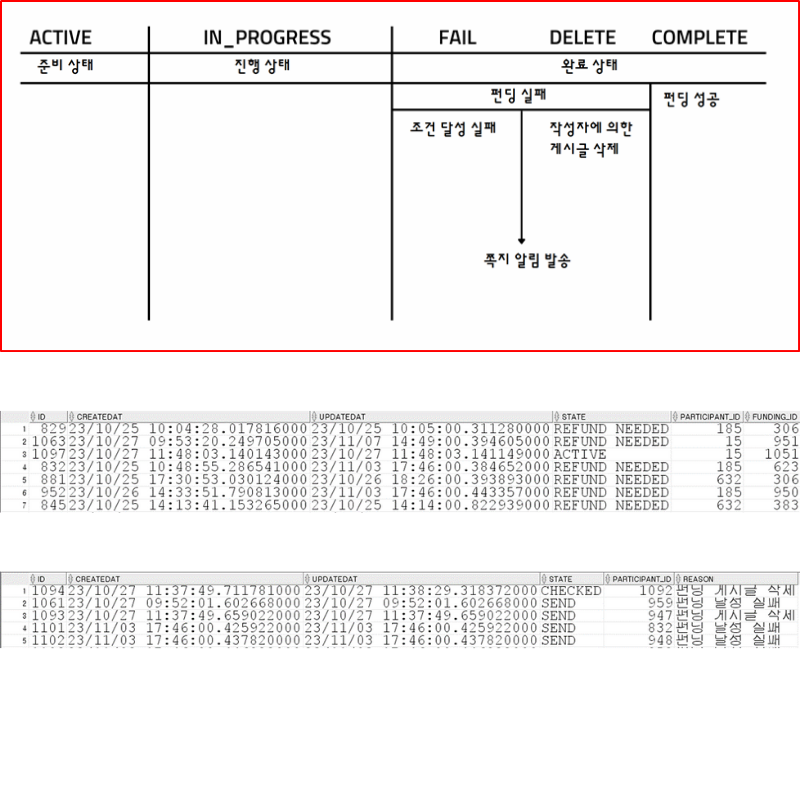 ACTIVE IN_PROGRESS FAIL DELETE COMPLETE
준비 상태 진행 상태 완료 상태
펀딩 실패 펀딩 성공
조건 달성 실패 작성자에 의한
게시글 삭제
쪽지 알림 발송
ID CREATEDAT UPDATEDAT STATE PARTICIPANT_ID FUNDING_ID
1 829 23/10/25 10:04:28.017816000 23/10/25 10:05:00.311280000 REFUND NEEDED 185 306
2 1063 23/10/27 09:53:20.249705000 23/11/07 14:49:00.394605000 REFUND NEEDED 15 951
3 1097 23/10/27 11:48:03.140143000 23/10/27 11:48:03.141149000 ACTIVE 15 1051
4 832 23/10/25 10:48:55.286541000 23/11/03 17:46:00.384652000 REFUND NEEDED 185 623
5 881 23/10/25 17:30:53.030124000 23/10/26 18:26:00.393893000 REFUND NEEDED 632 306
6 952 23/10/26 14:33:51.790813000 23/11/03 17:46:00.443357000 REFUND NEEDED 185 950
7 845 23/10/25 14:13:41.153265000 23/10/25 14:14:00.822939000 REFUND NEEDED 632 383
ID CREATEDAT UPDATEDAT STATE PARTICIPANT_ID REASON
1 1094 23/10/27 11:37:49.711781000 23/10/27 11:38:29.318372000 CHECKED 1092 펀딩 게시글 삭제
2 1061 23/10/27 09:52:01.602668000 23/10/27 09:52:01.602668000 SEND 959 펀딩 달성 실패
3 1093 23/10/27 11:37:49.659022000 23/10/27 11:37:49.659022000 SEND 947 펀딩 게시글 삭제
4 1101 23/11/03 17:46:00.425922000 23/11/03 17:46:00.425922000 SEND 832 펀딩 달성 실패
5 1102 23/11/03 17:46:00.437820000 23/11/03 17:46:00.437820000 SEND 948 펀딩 달성 실패